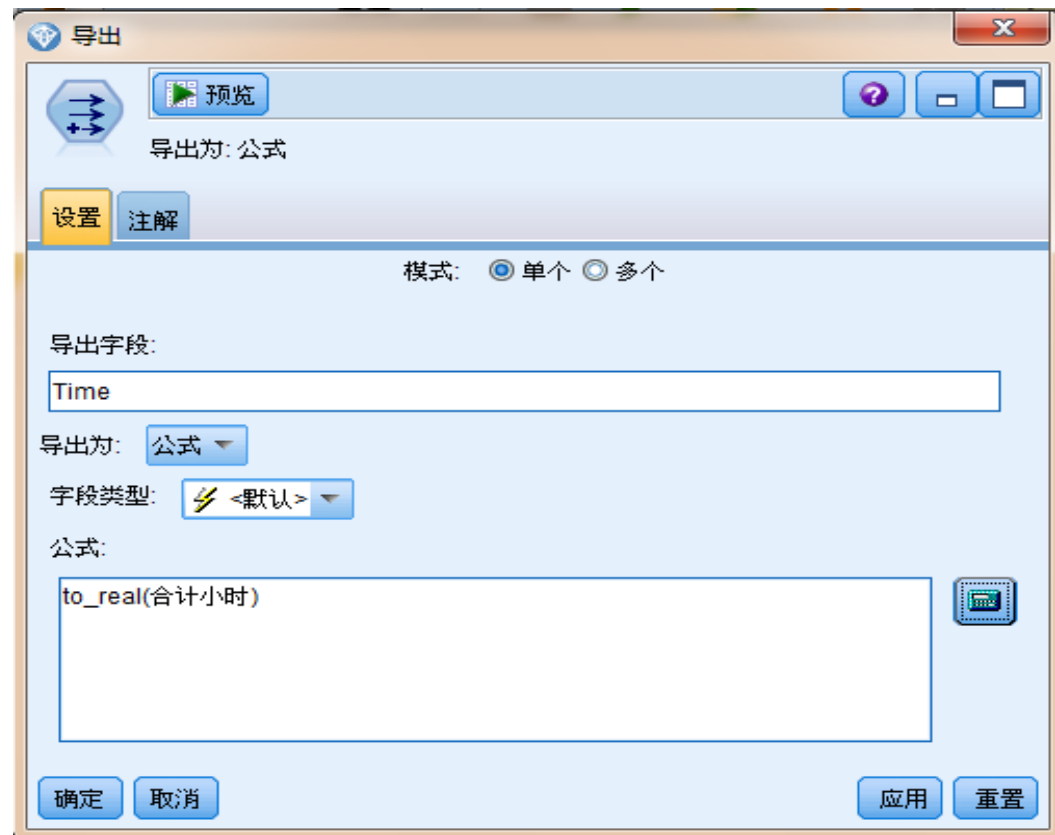 导出
预览
导出为: 公式
设置 注解
模式: 单个 多个
导出字段:
Time
导出为: 公式
字段类型: <默认>
公式:
to_real(合计小时)
确定 取消 应用 重置